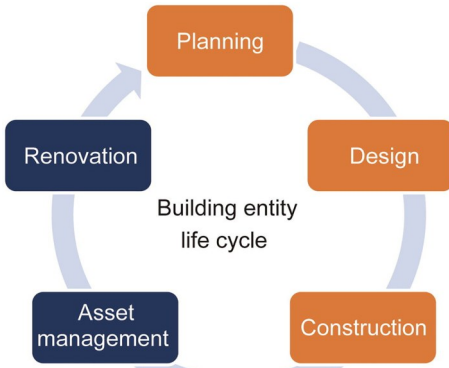 Planning
Renovation
Design
Building entity
life cycle
Asset
management
Construction